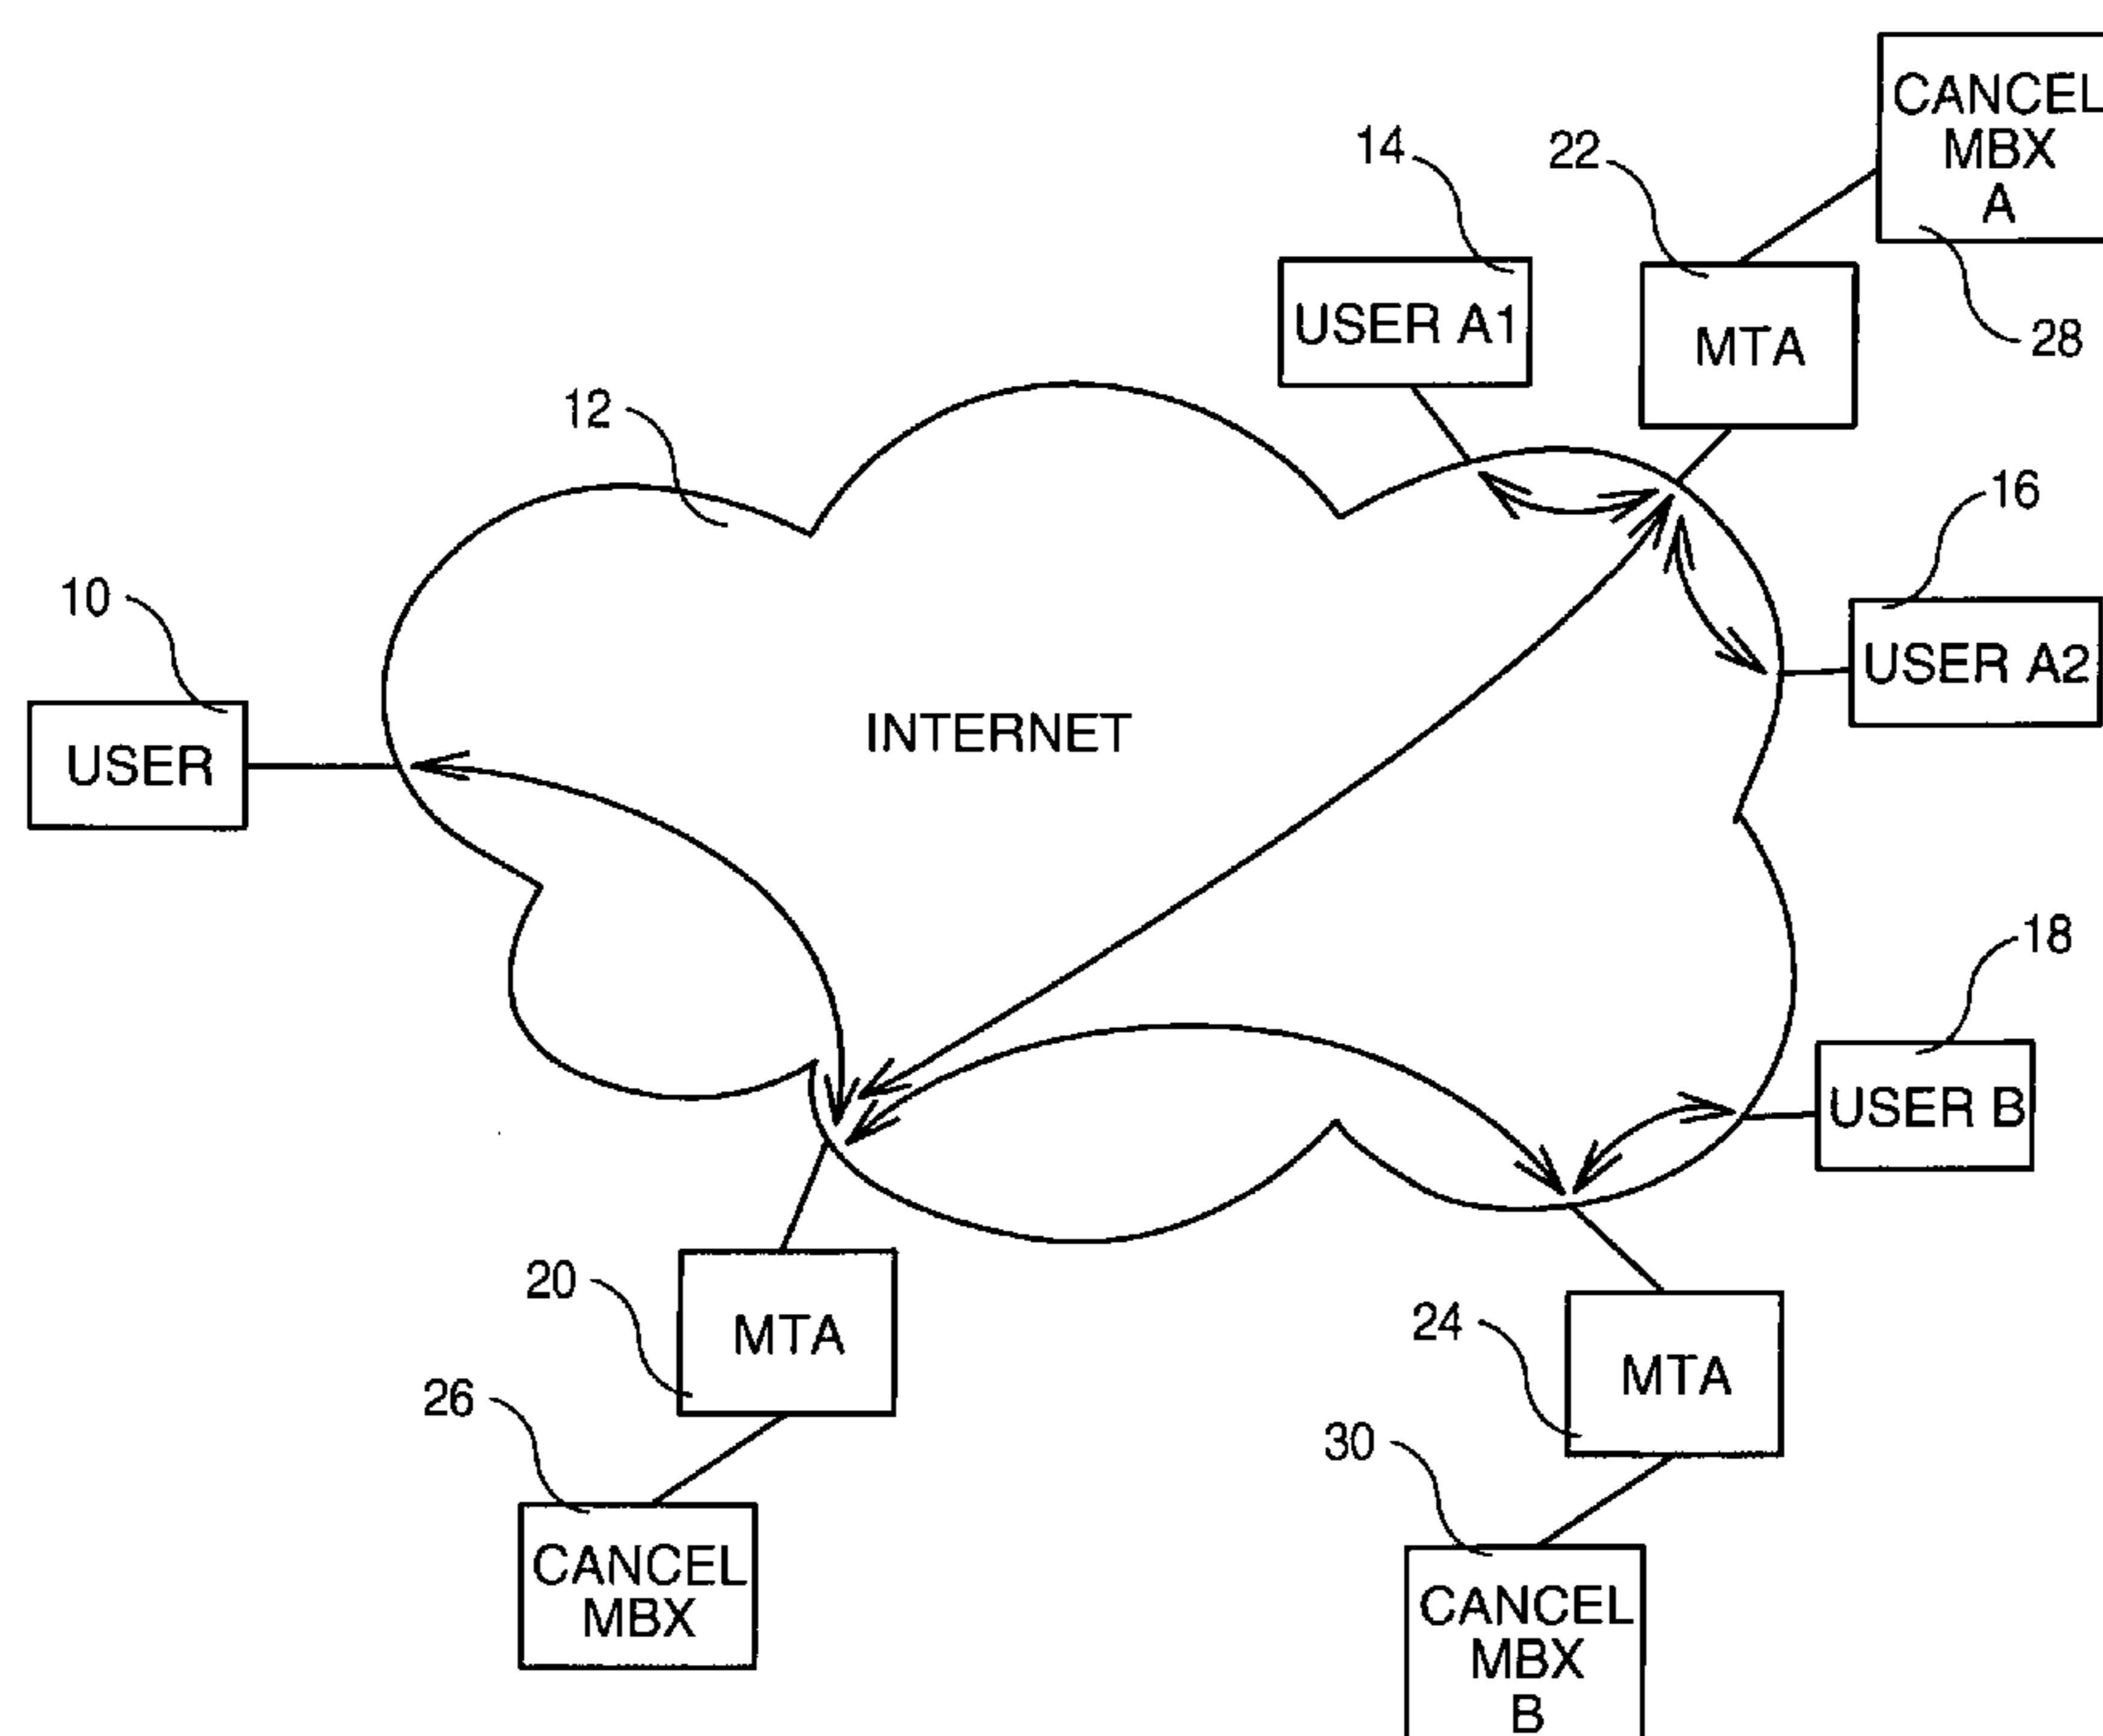 CANCEL
MBX
A
14
22
USER A1
MTA
28
12
16
10
USER A2
INTERNET
USER
18
USER B
20
MTA
24
MTA
26
30
CANCEL
MBX
CANCEL
MBX
B